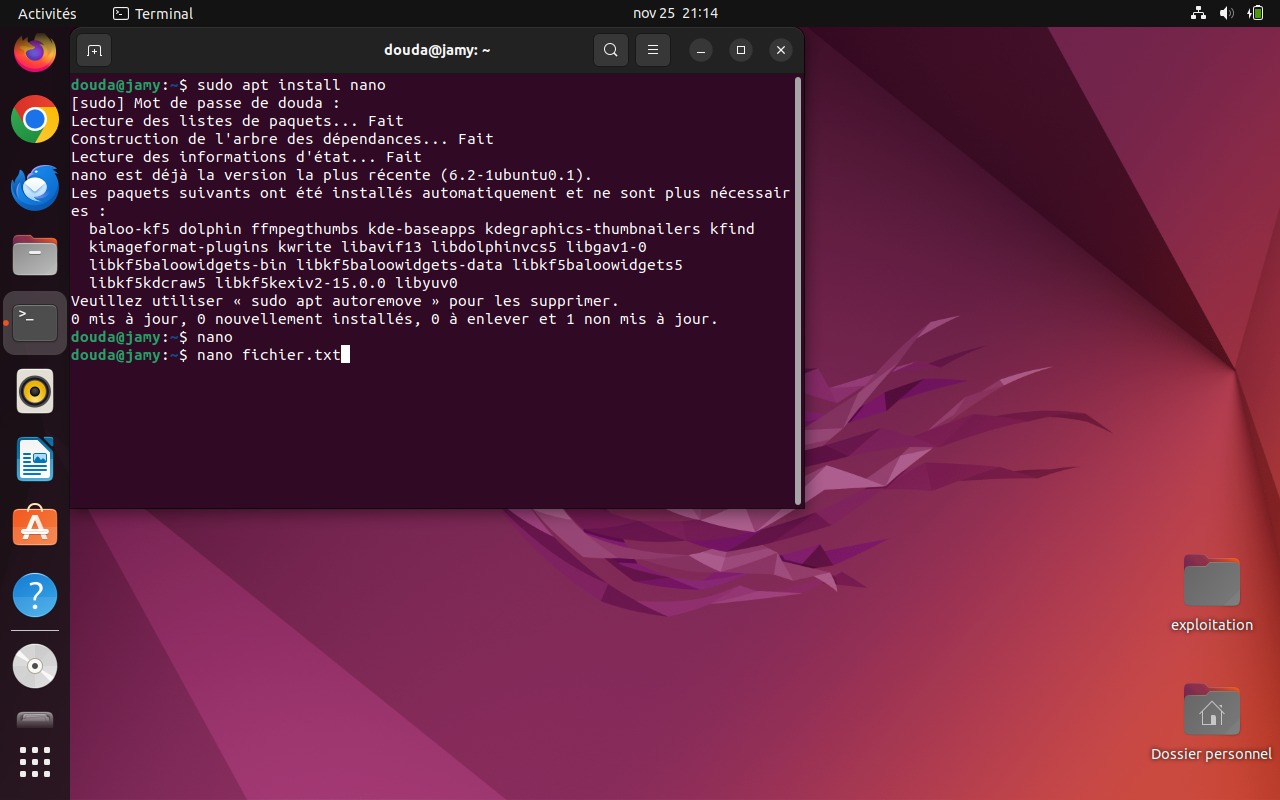 Activités
Terminal
nov 25 21:14
douda@jamy: ~
douda@jamy:~$ sudo apt install nano
[sudo] Mot de passe de douda :
Lecture des listes de paquets... Fait
Construction de l'arbre des dépendances... Fait
Lecture des informations d'état... Fait
nano est déjà la version la plus récente (6.2-1ubuntu0.1).
Les paquets suivants ont été installés automatiquement et ne sont plus nécessair
es :
  baloo-kf5 dolphin ffmpegthumbs kde-baseapps kdegraphics-thumbnailers kfind
  kimageformat-plugins kwrite libavif13 libdolphinvcs5 libgav1-0
  libkf5baloowidgets-bin libkf5baloowidgets-data libkf5baloowidgets5
  libkf5kdcraw5 libkf5kexiv2-15.0.0 libyuv0
Veuillez utiliser « sudo apt autoremove » pour les supprimer.
0 mis à jour, 0 nouvellement installés, 0 à enlever et 1 non mis à jour.
douda@jamy:~$ nano
douda@jamy:~$ nano fichier.txt
exploitation
Dossier personnel